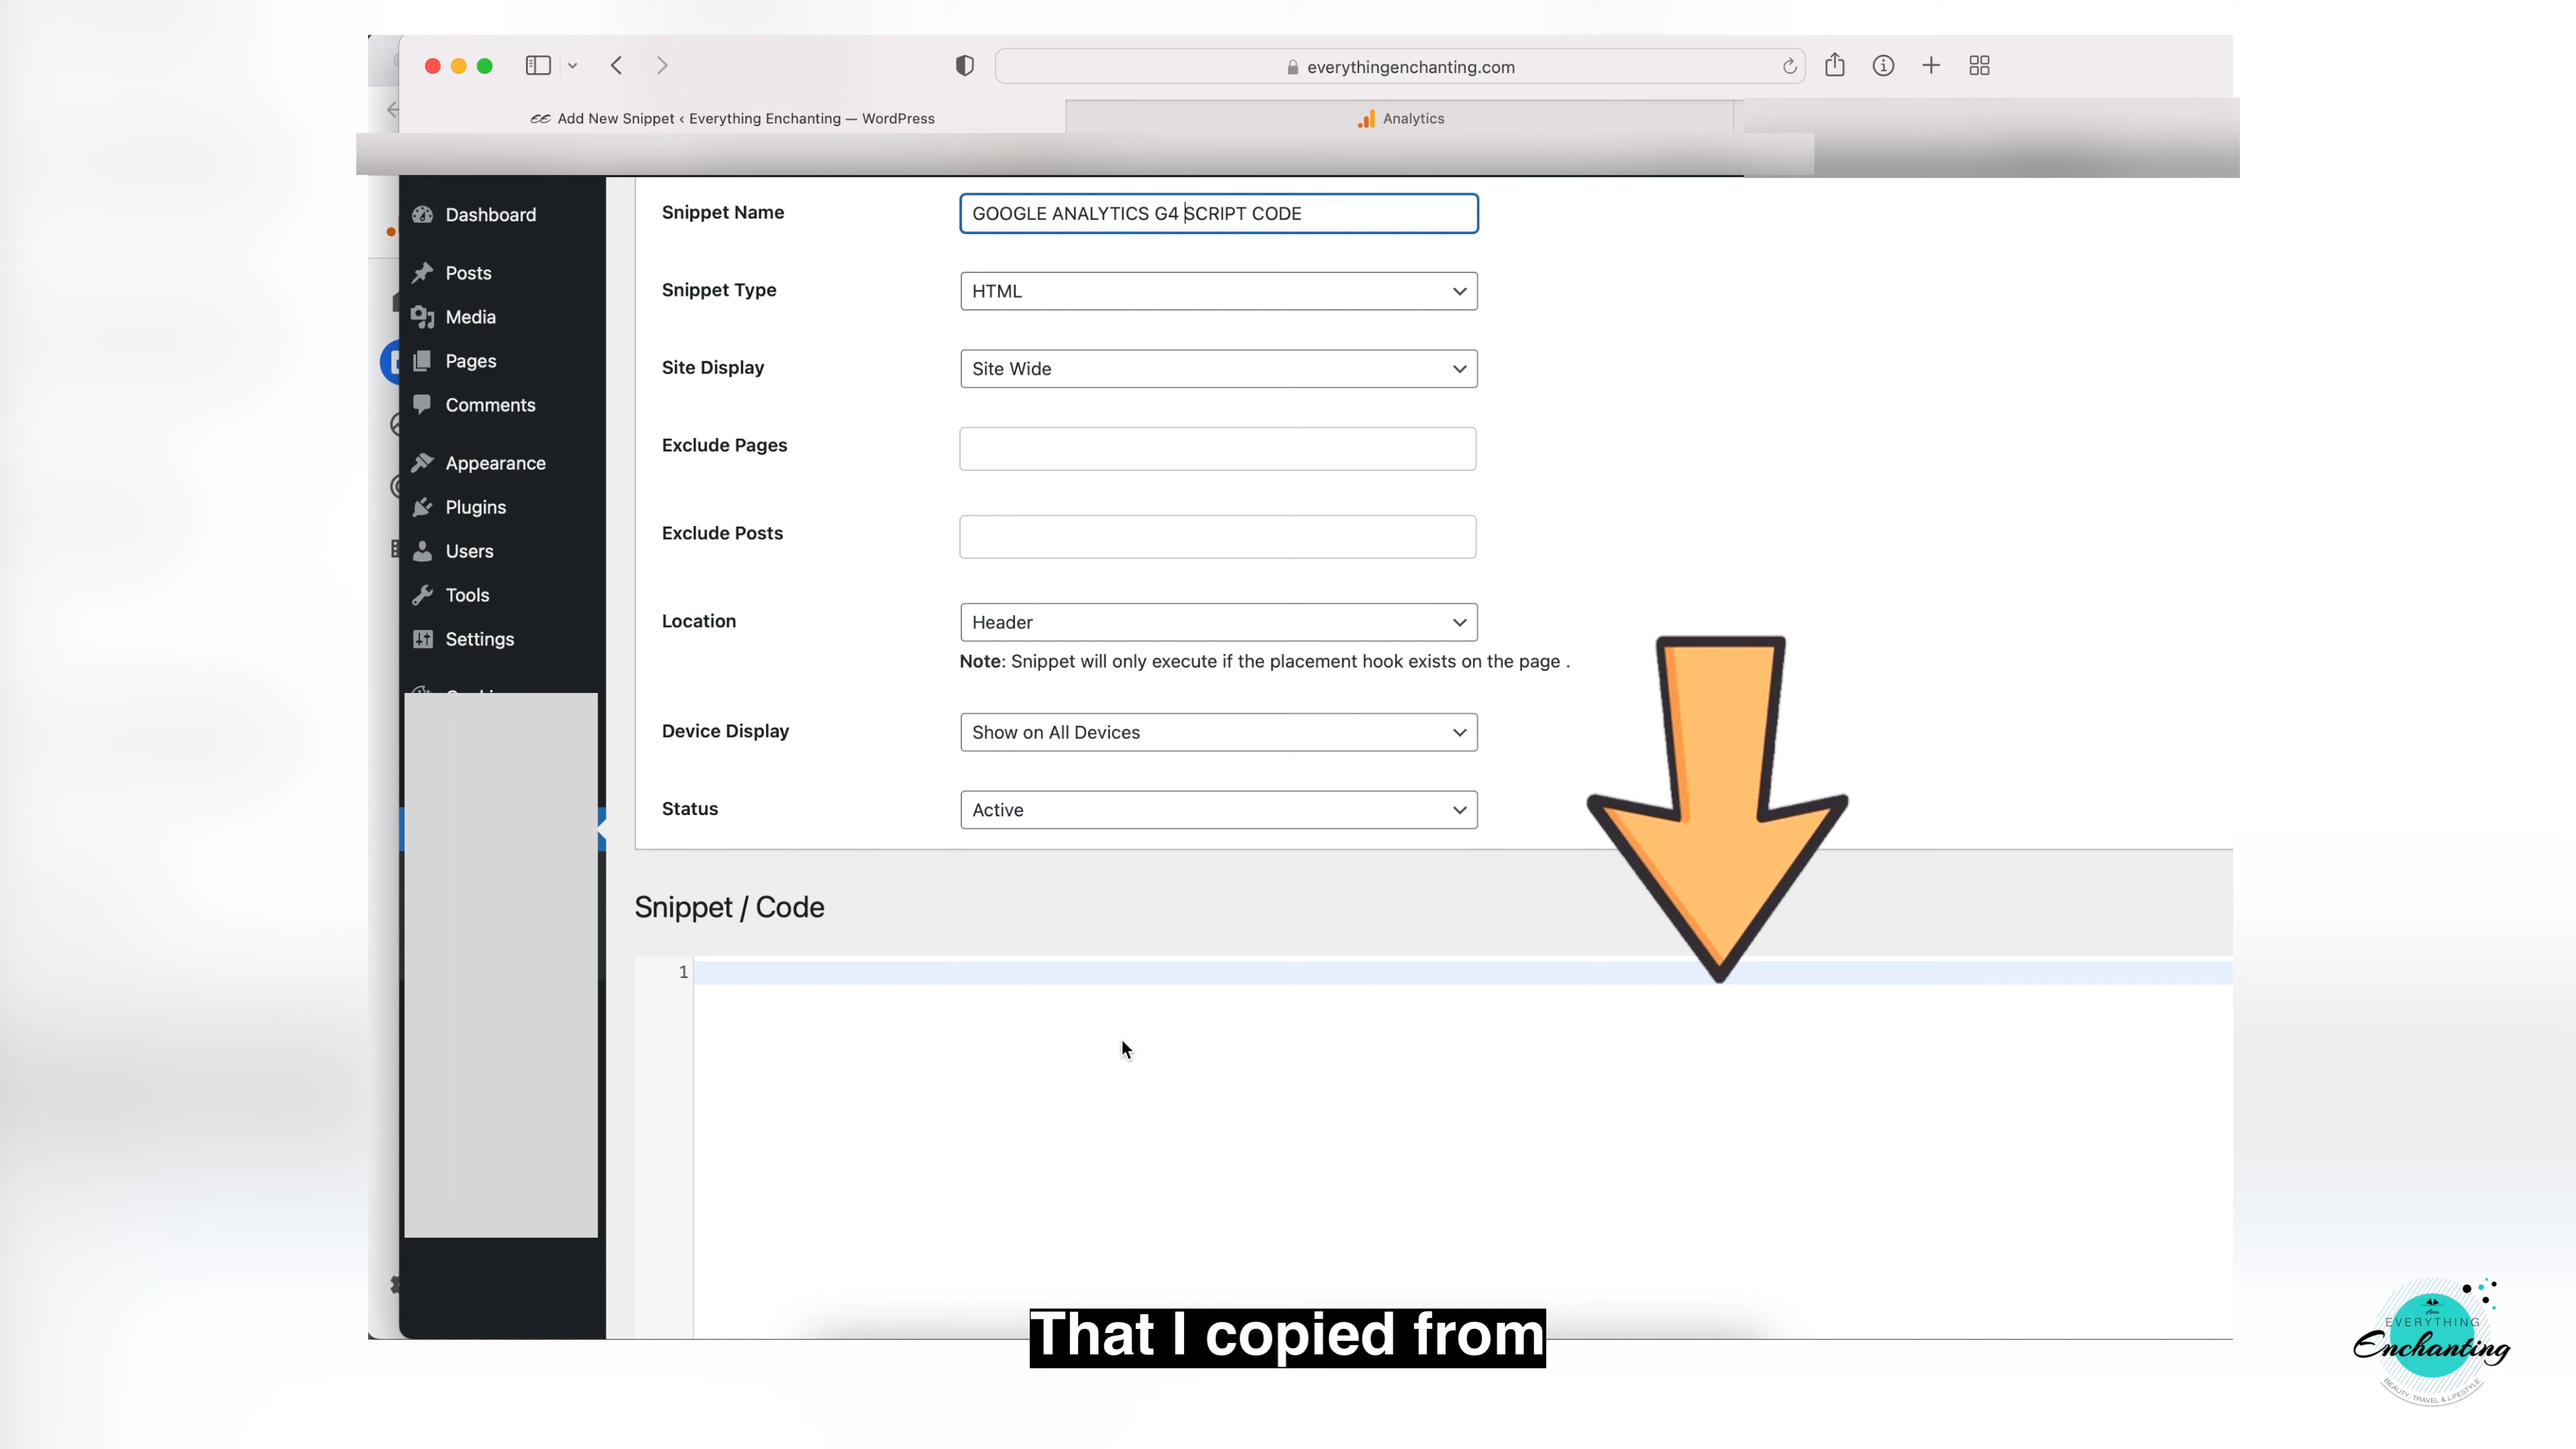 everythingenchanting.com
Add New Snippet ‹ Everything Enchanting — WordPress
Analytics
Dashboard
Posts
Media
Pages
Comments
Appearance
Plugins
Users
Tools
Settings
Snippet Name
GOOGLE ANALYTICS G4 SCRIPT CODE
Snippet Type
HTML
Site Display
Site Wide
Exclude Pages
Exclude Posts
Location
Header
Note: Snippet will only execute if the placement hook exists on the page .
Device Display
Show on All Devices
Status
Active
Snippet / Code
1
That I copied from
EVERYTHING
Enchanting
BEAUTY, TRAVEL & LIFESTYLE